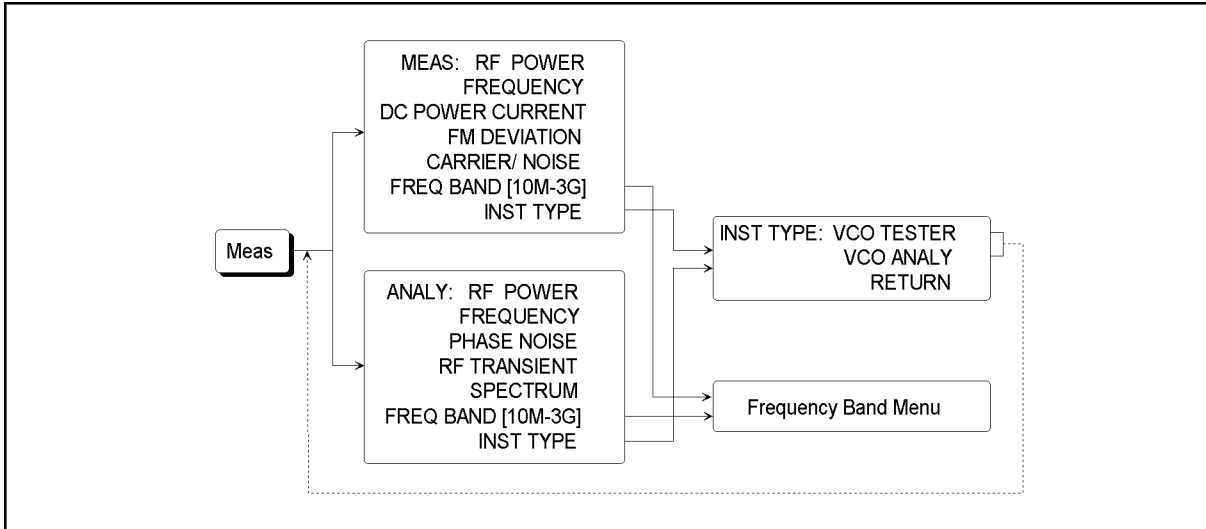 Meas
MEAS: RF POWER
FREQUENCY
DC POWER CURRENT
FM DEVIATION
CARRIER/ NOISE
FREQ BAND [10M-3G]
INST TYPE
ANALY: RF POWER
FREQUENCY
PHASE NOISE
RF TRANSIENT
SPECTRUM
FREQ BAND [10M-3G]
INST TYPE
INST TYPE: VCO TESTER
VCO ANALY
RETURN
Frequency Band Menu